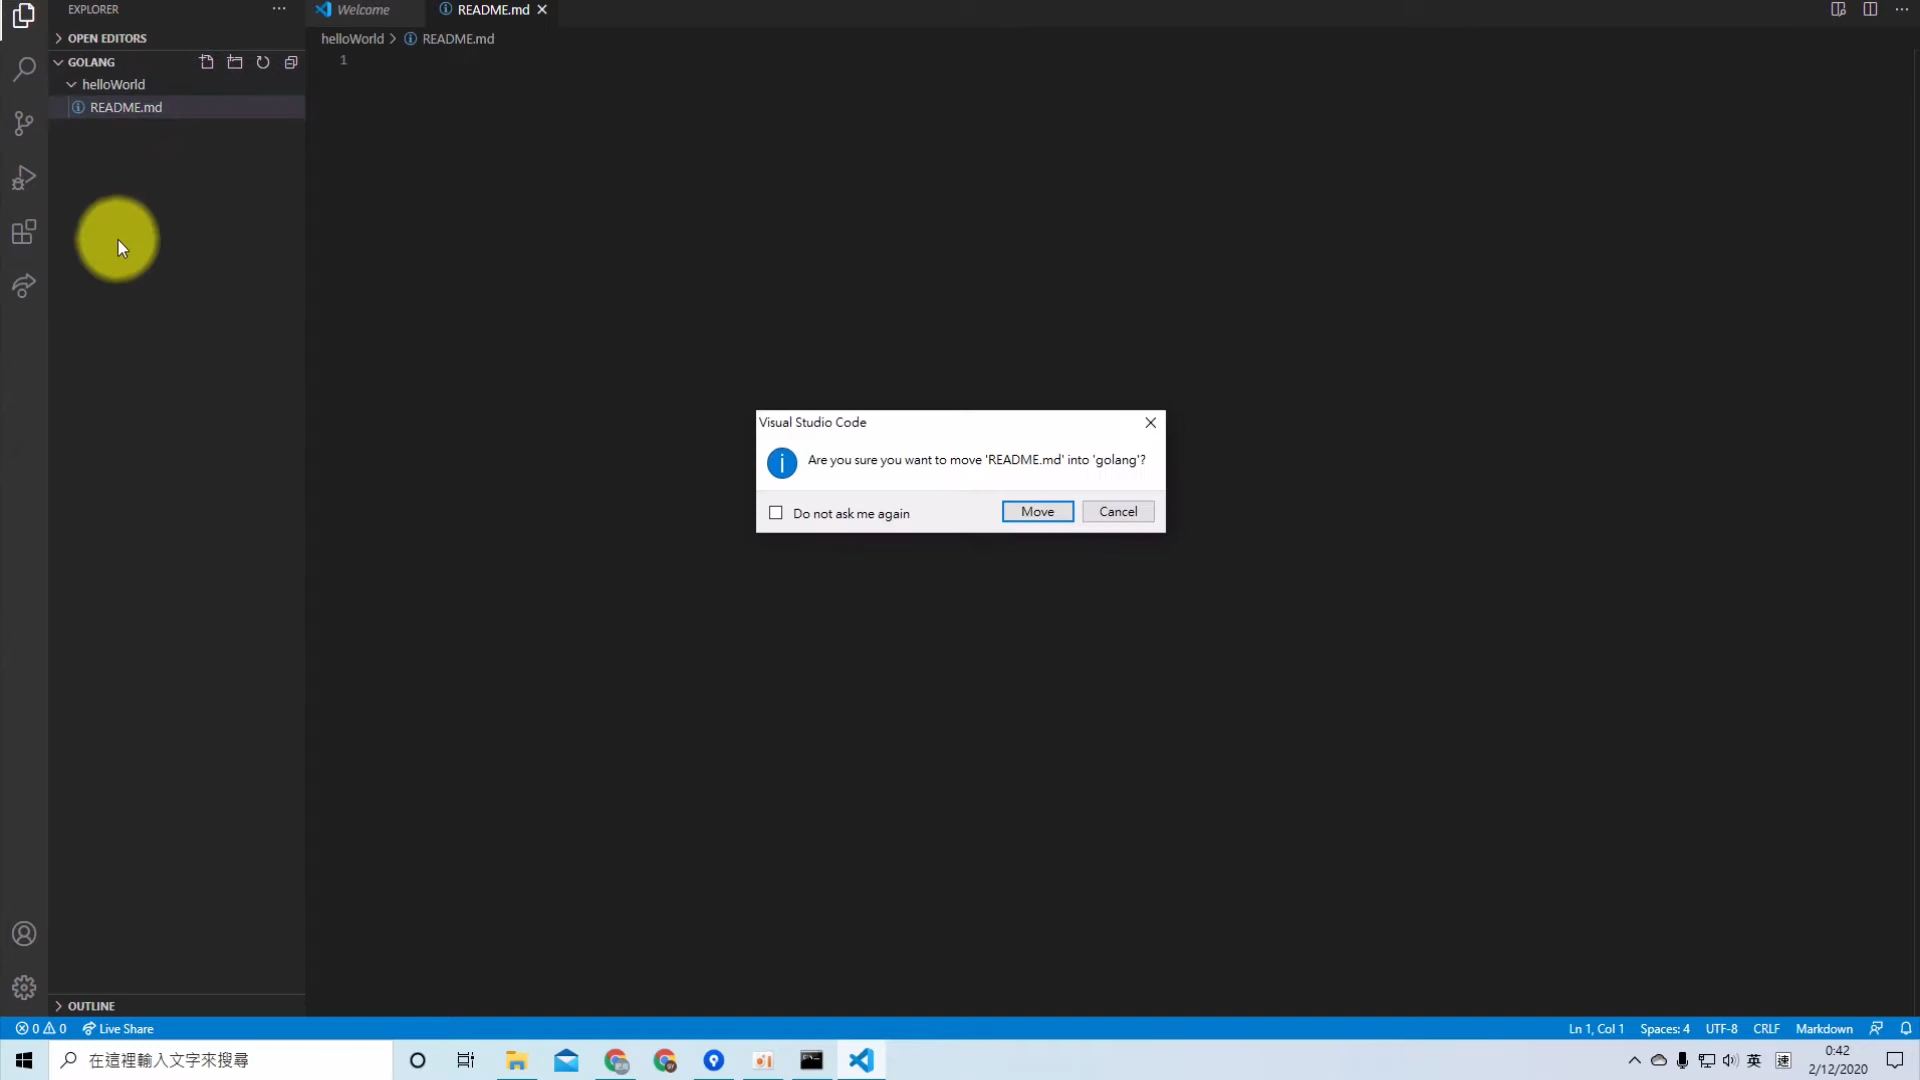 EXPLORER
Welcome
README.md
OPEN EDITORS
helloWorld
README.md
GOLANG
1
helloWorld
README.md
Visual Studio Code
Are you sure you want to move 'README.md' into 'golang'?
Do not ask me again
Move
Cancel
OUTLINE
0
0
Live Share
Ln 1, Col 1
Spaces: 4
UTF-8
CRLF
Markdown
在這裡輸入文字來搜尋
英
速
0:42
2/12/2020